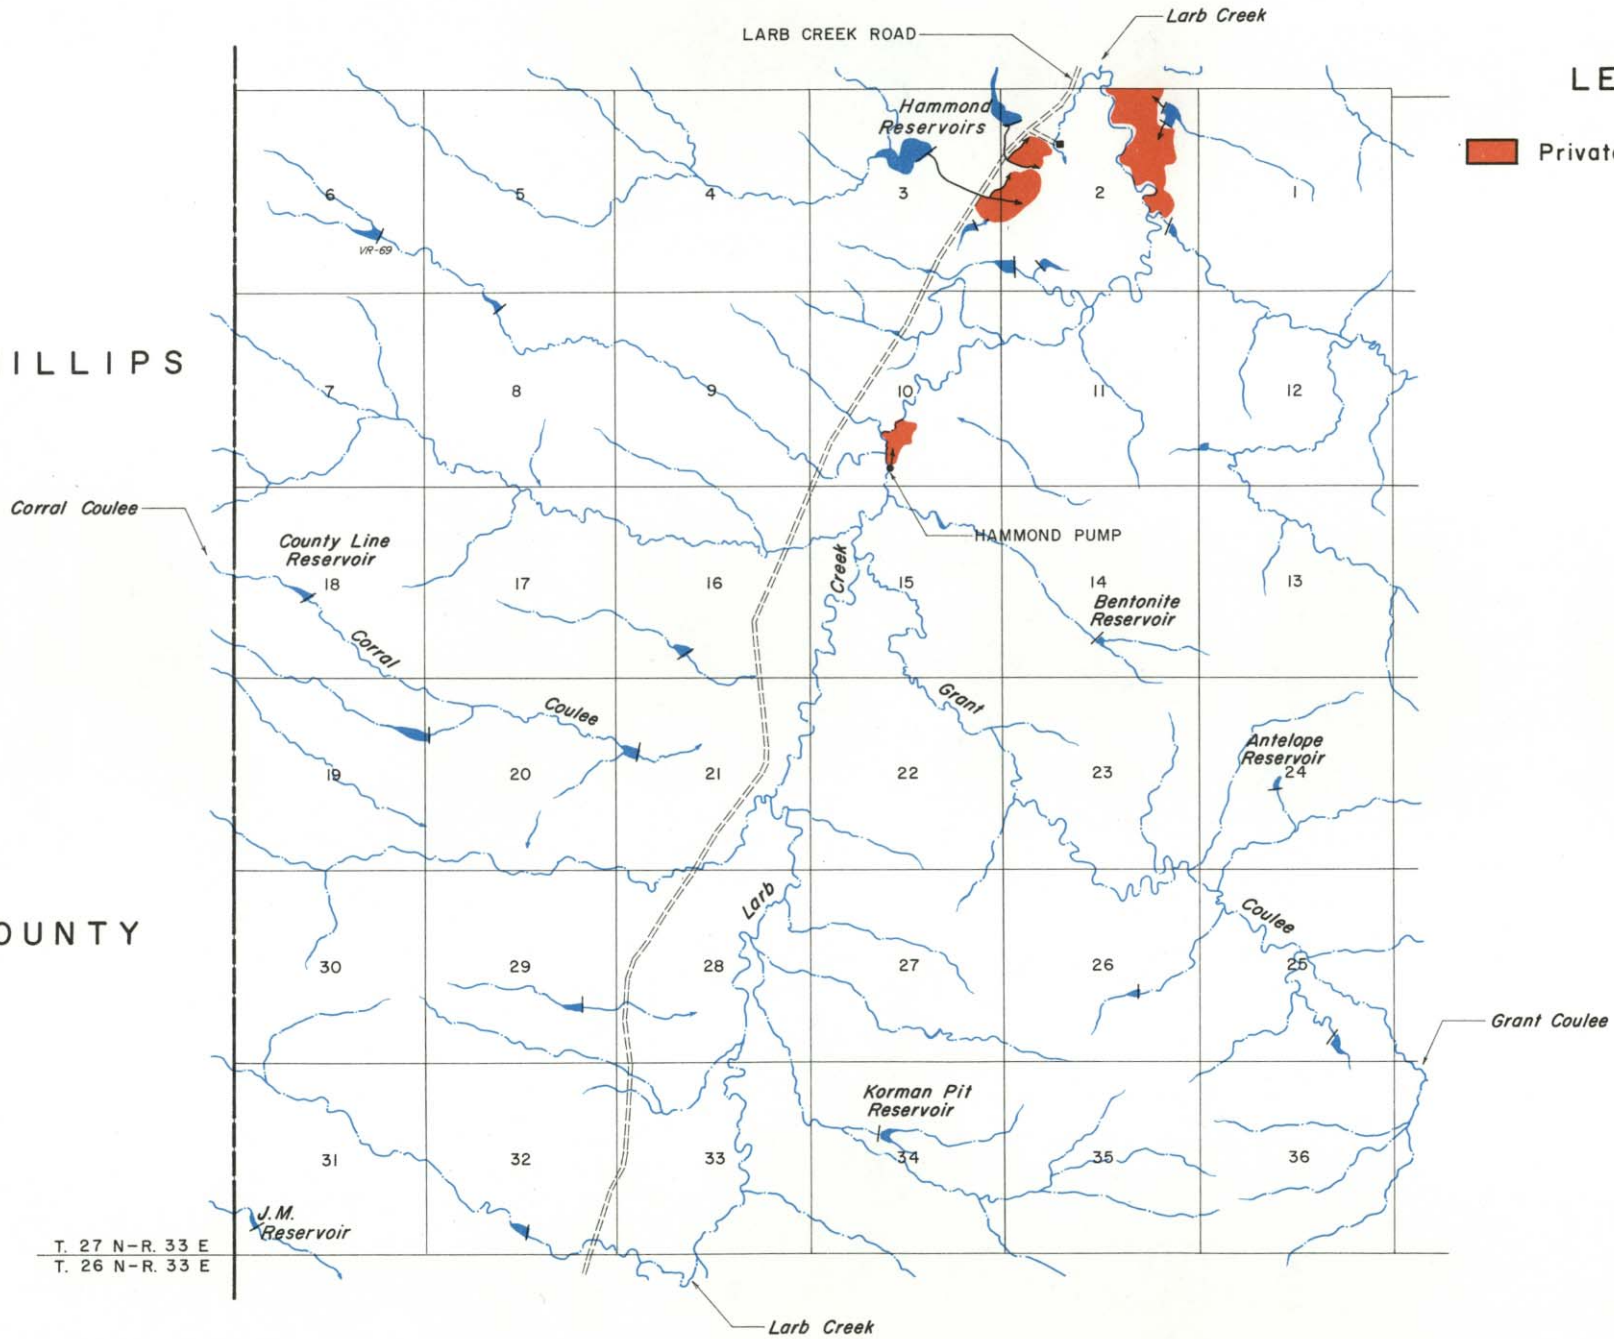 Larb Creek
LARB CREEK ROAD
LE
Hammond
Reservoirs
Privat
6
5
4
3
2
1
VR-69
ILLIPS
7
8
9
10
11
12
Corral Coulee
HAMMOND PUMP
County Line
Reservoir
18
17
16
Creek
15
14
13
Bentonite
Reservoir
Corral
Coulee
Grant
Antelope
Reservoir
19
20
21
22
23
24
Larb
Coulee
OUNTY
30
29
28
27
26
25
Grant Coulee
Korman Pit
Reservoir
31
32
33
34
35
36
J.M.
Reservoir
T. 27 N-R. 33 E
T. 26 N-R. 33 E
Larb Creek